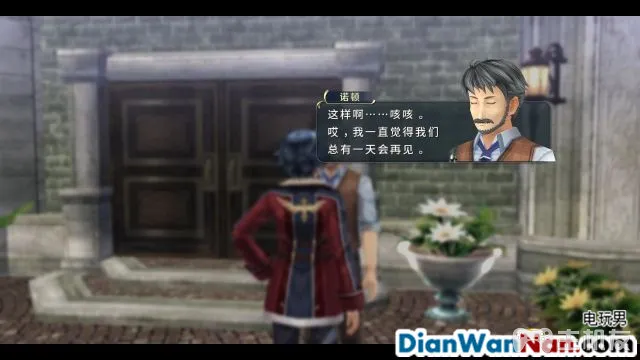 诺顿
这样啊……咳咳。
哎，我一直觉得我们
总有一天会再见。
电玩男
DianWanNan.com